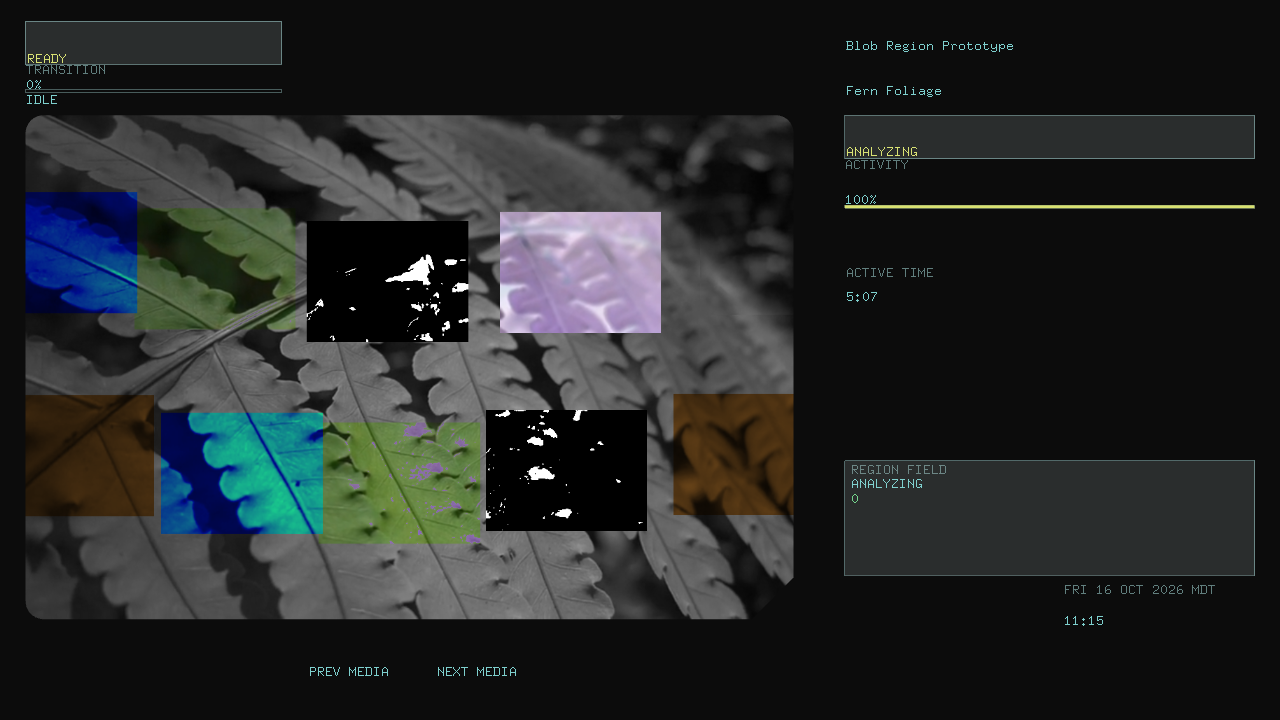 READY
TRANSITION
0%
IDLE
PREV MEDIA
NEXT MEDIA
Blob Region Prototype
Fern Foliage
ANALYZING
ACTIVITY
100%
ACTIVE TIME
5:07
REGION FIELD
ANALYZING
0
FRI 16 OCT 2026 MDT
11:15